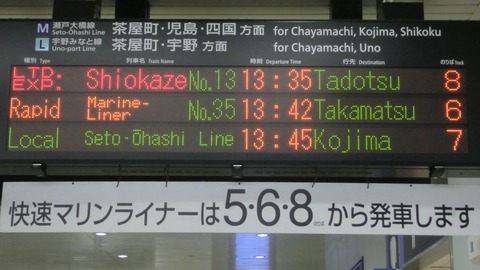 M 瀬戸大橋線 Seto-Ōhashi Line 茶屋町・児島・四国 方面 for Chayamachi, Kojima, Shikoku
L 宇野みなと線 Uno-port Line 茶屋町・宇野 方面 for Chayamachi, Uno
種別 Type 列車名 Train Name 時刻 Departure Time 行先 Destination のりば Track
LTD. EXP. Shiokaze No.13 13:35 Tadotsu 8
Rapid Marine-Liner No.35 13:42 Takamatsu 6
Local Seto-Ōhashi Line 13:45 Kojima 7
快速マリンライナーは5・6・8から発車します